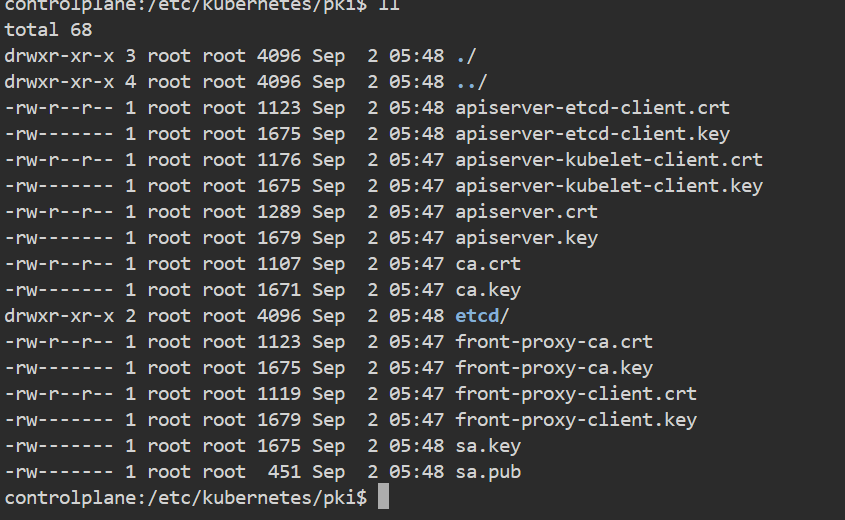 controlplane:/etc/kubernetes/pki$ ll
total 68
drwxr-xr-x 3 root root 4096 Sep  2 05:48 ./
drwxr-xr-x 4 root root 4096 Sep  2 05:48 ../
-rw-r--r-- 1 root root 1123 Sep  2 05:48 apiserver-etcd-client.crt
-rw------- 1 root root 1675 Sep  2 05:48 apiserver-etcd-client.key
-rw-r--r-- 1 root root 1176 Sep  2 05:47 apiserver-kubelet-client.crt
-rw------- 1 root root 1675 Sep  2 05:47 apiserver-kubelet-client.key
-rw-r--r-- 1 root root 1289 Sep  2 05:47 apiserver.crt
-rw------- 1 root root 1679 Sep  2 05:47 apiserver.key
-rw-r--r-- 1 root root 1107 Sep  2 05:47 ca.crt
-rw------- 1 root root 1671 Sep  2 05:47 ca.key
drwxr-xr-x 2 root root 4096 Sep  2 05:48 etcd/
-rw-r--r-- 1 root root 1123 Sep  2 05:47 front-proxy-ca.crt
-rw------- 1 root root 1675 Sep  2 05:47 front-proxy-ca.key
-rw-r--r-- 1 root root 1119 Sep  2 05:47 front-proxy-client.crt
-rw------- 1 root root 1679 Sep  2 05:47 front-proxy-client.key
-rw------- 1 root root 1675 Sep  2 05:48 sa.key
-rw------- 1 root root  451 Sep  2 05:48 sa.pub
controlplane:/etc/kubernetes/pki$